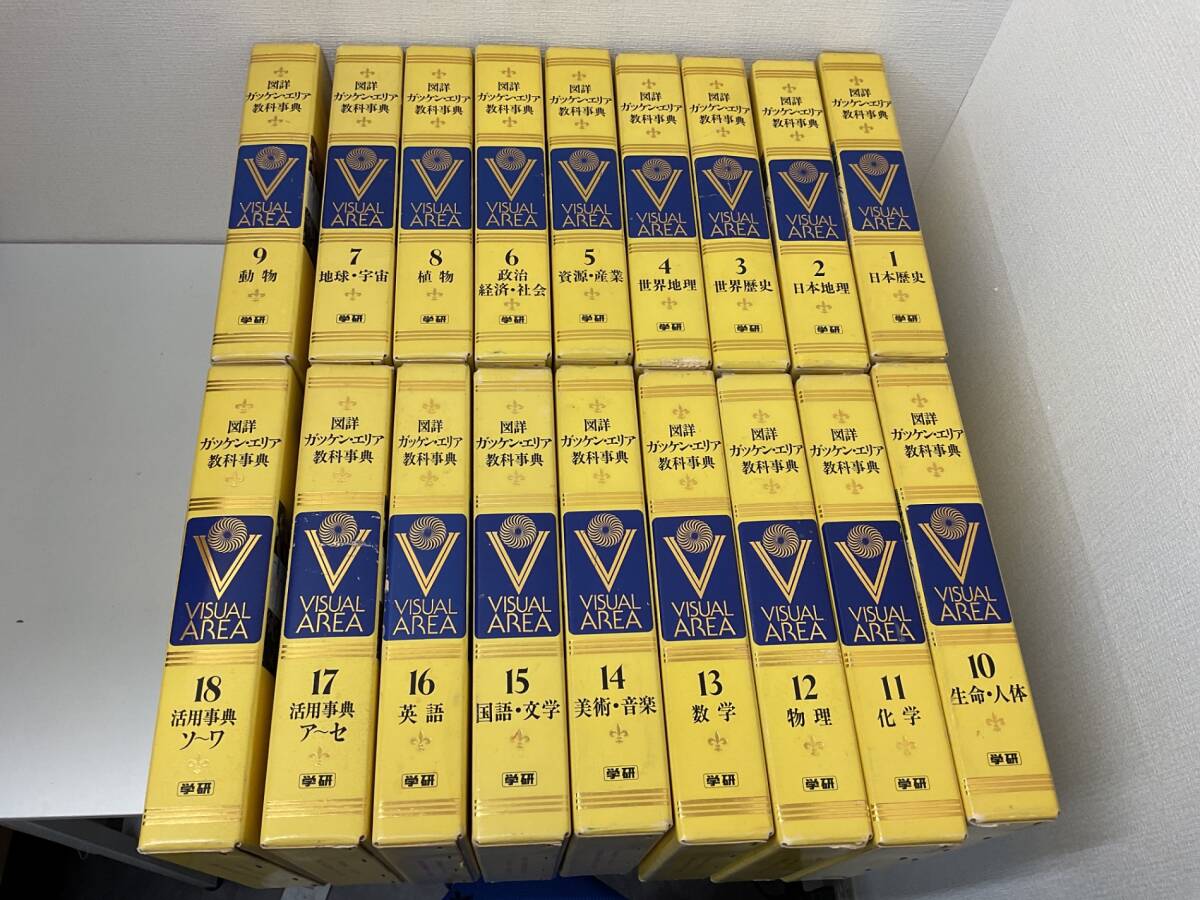 図詳
ガッケン・エリア
教科事典
VISUAL
AREA
9
動物
学研
図詳
ガッケン・エリア
教科事典
VISUAL
AREA
7
地球・宇宙
学研
図詳
ガッケン・エリア
教科事典
VISUAL
AREA
8
植物
学研
図詳
ガッケン・エリア
教科事典
VISUAL
AREA
6
政治
経済・社会
学研
図詳
ガッケン・エリア
教科事典
VISUAL
AREA
5
資源・産業
学研
図詳
ガッケン・エリア
教科事典
VISUAL
AREA
4
世界地理
学研
図詳
ガッケン・エリア
教科事典
VISUAL
AREA
3
世界歴史
学研
図詳
ガッケン・エリア
教科事典
VISUAL
AREA
2
日本地理
学研
図詳
ガッケン・エリア
教科事典
VISUAL
AREA
1
日本歴史
学研
図詳
ガッケン・エリア
教科事典
VISUAL
AREA
18
活用事典
ソ〜ワ
学研
図詳
ガッケン・エリア
教科事典
VISUAL
AREA
17
活用事典
ア〜セ
学研
図詳
ガッケン・エリア
教科事典
VISUAL
AREA
16
英語
学研
図詳
ガッケン・エリア
教科事典
VISUAL
AREA
15
国語・文学
学研
図詳
ガッケン・エリア
教科事典
VISUAL
AREA
14
美術・音楽
学研
図詳
ガッケン・エリア
教科事典
VISUAL
AREA
13
数学
学研
図詳
ガッケン・エリア
教科事典
VISUAL
AREA
12
物理
学研
図詳
ガッケン・エリア
教科事典
VISUAL
AREA
11
化学
学研
図詳
ガッケン・エリア
教科事典
VISUAL
AREA
10
生命・人体
学研